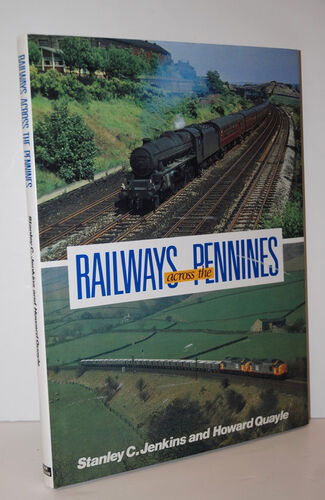 RAILWAYS ACROSS THE PENNINES
Stanley C. Jenkins and Howard Quayle
RAILWAYS across the PENNINES
Stanley C. Jenkins and Howard Quayle